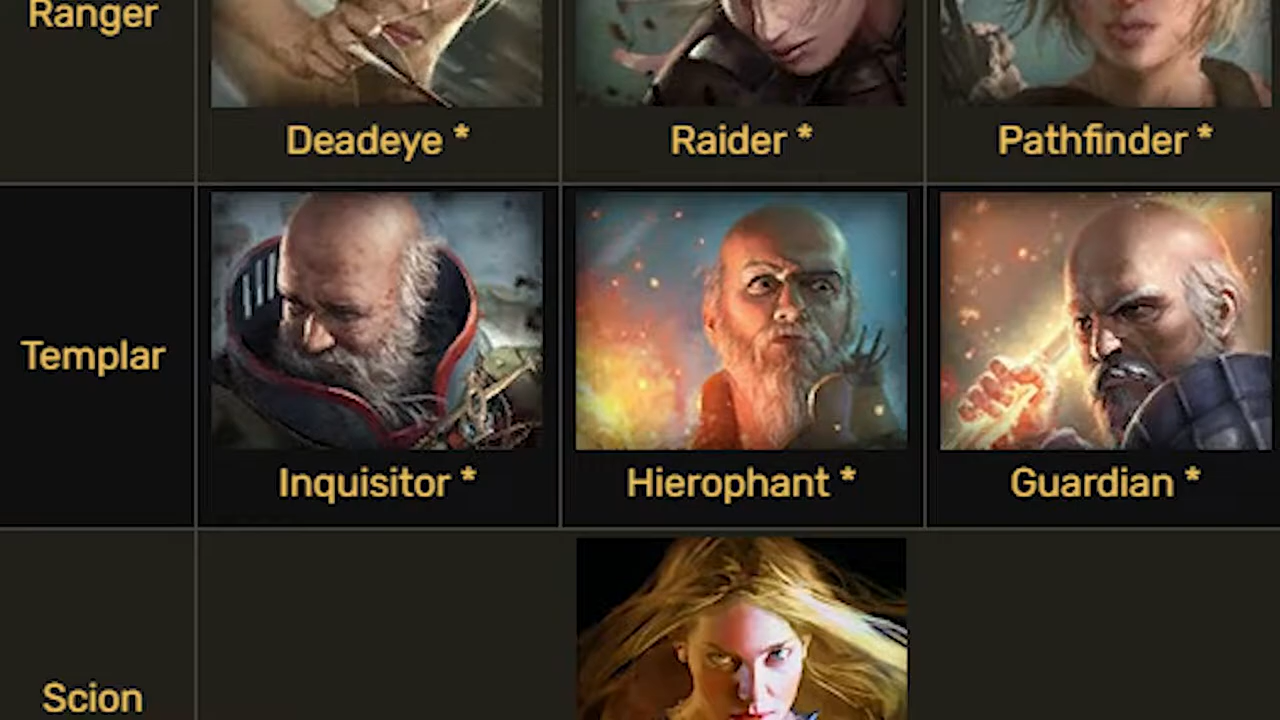 Ranger
Deadeye *
Raider *
Pathfinder *
Templar
Inquisitor *
Hierophant *
Guardian *
Scion